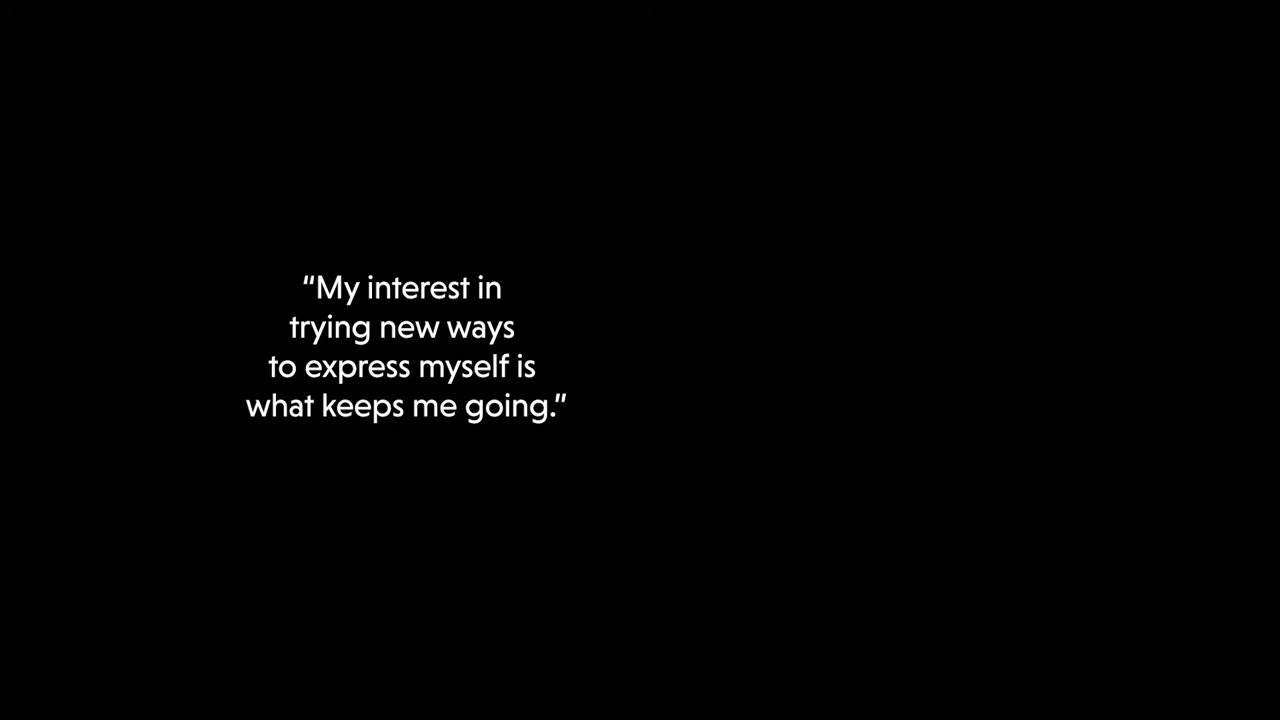 “My interest in
trying new ways
to express myself is
what keeps me going.”